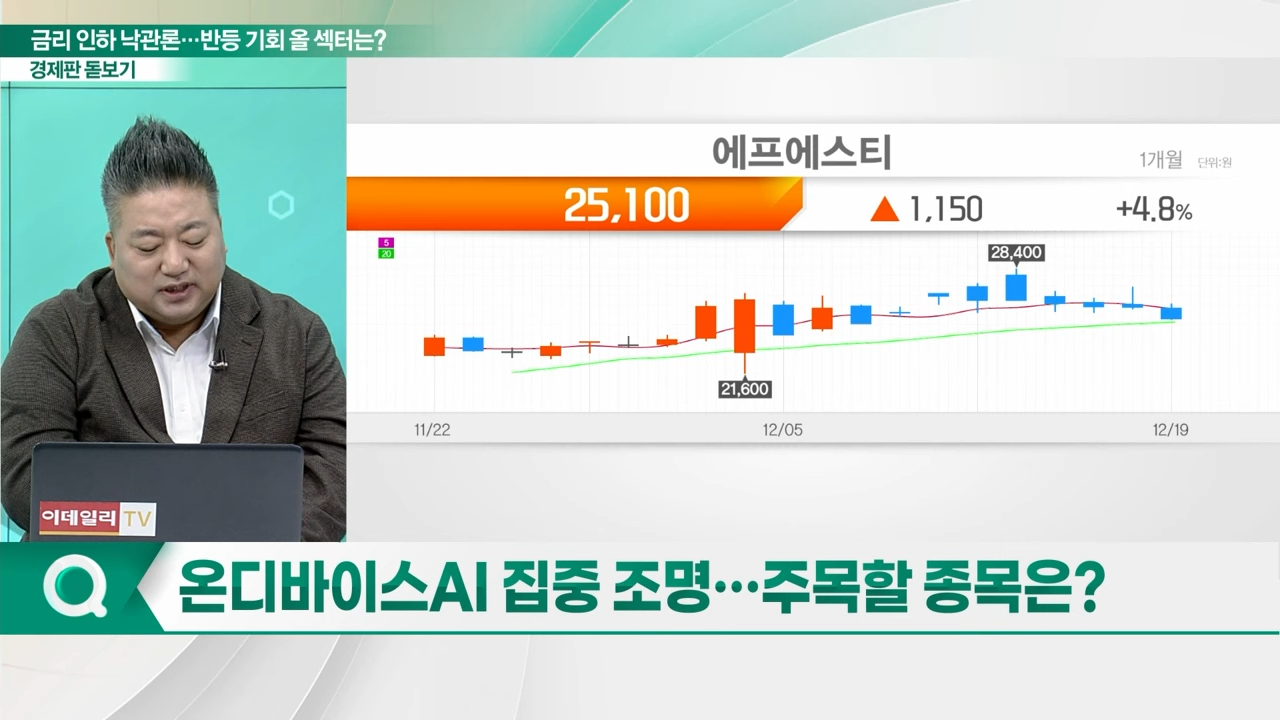 금리 인하 낙관론…반등 기회 올 섹터는?
경제판 돋보기
에프에스티
1개월 단위:원
25,100 ▲ 1,150 +4.8%
5
20
28,400
21,600
11/22 12/05 12/19
이데일리 TV
온디바이스AI 집중 조명…주목할 종목은?